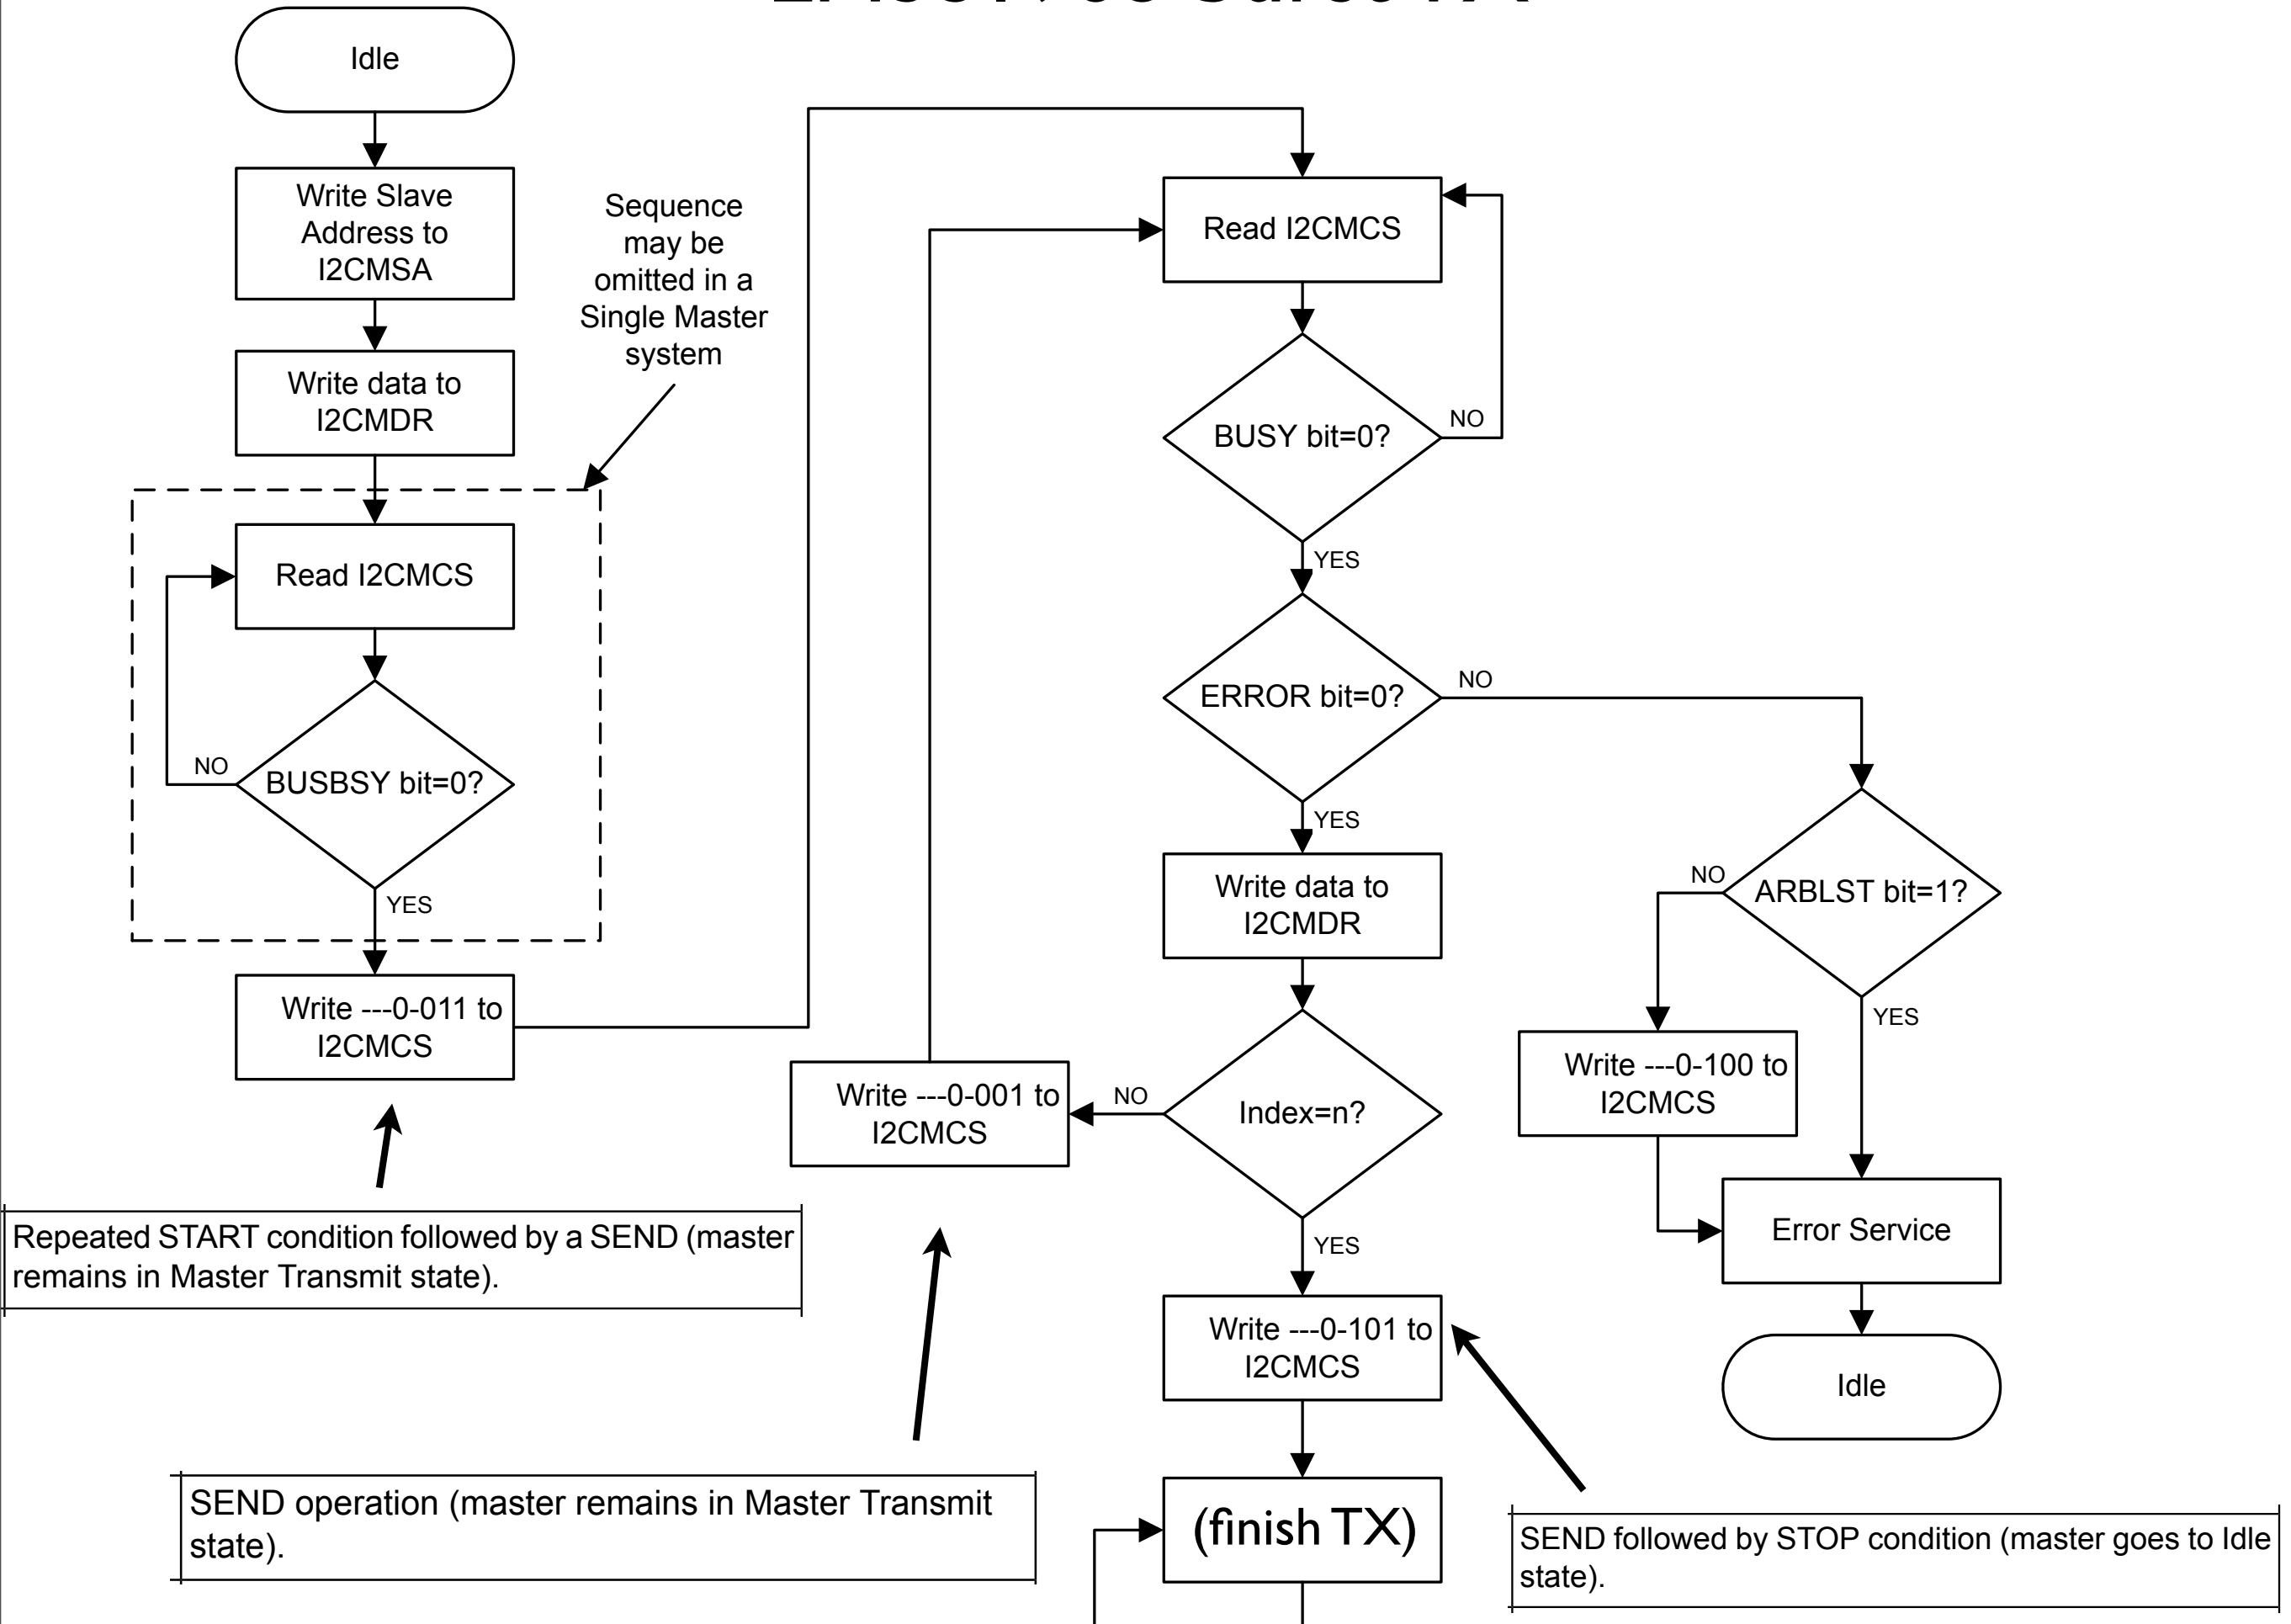 Idle
Write Slave
Address to
I2CMSA
Write data to
I2CMDR
Sequence
may be
omitted in a
Single Master
system
Read I2CMCS
BUSBSY bit=0?
NO
YES
Write ---0-011 to
I2CMCS
Repeated START condition followed by a SEND (master
remains in Master Transmit state).
Read I2CMCS
BUSY bit=0?
NO
YES
ERROR bit=0?
NO
YES
Write data to
I2CMDR
Index=n?
NO
Write ---0-001 to
I2CMCS
SEND operation (master remains in Master Transmit
state).
YES
Write ---0-101 to
I2CMCS
(finish TX)
SEND followed by STOP condition (master goes to Idle
state).
ARBLST bit=1?
NO
Write ---0-100 to
I2CMCS
YES
Error Service
Idle